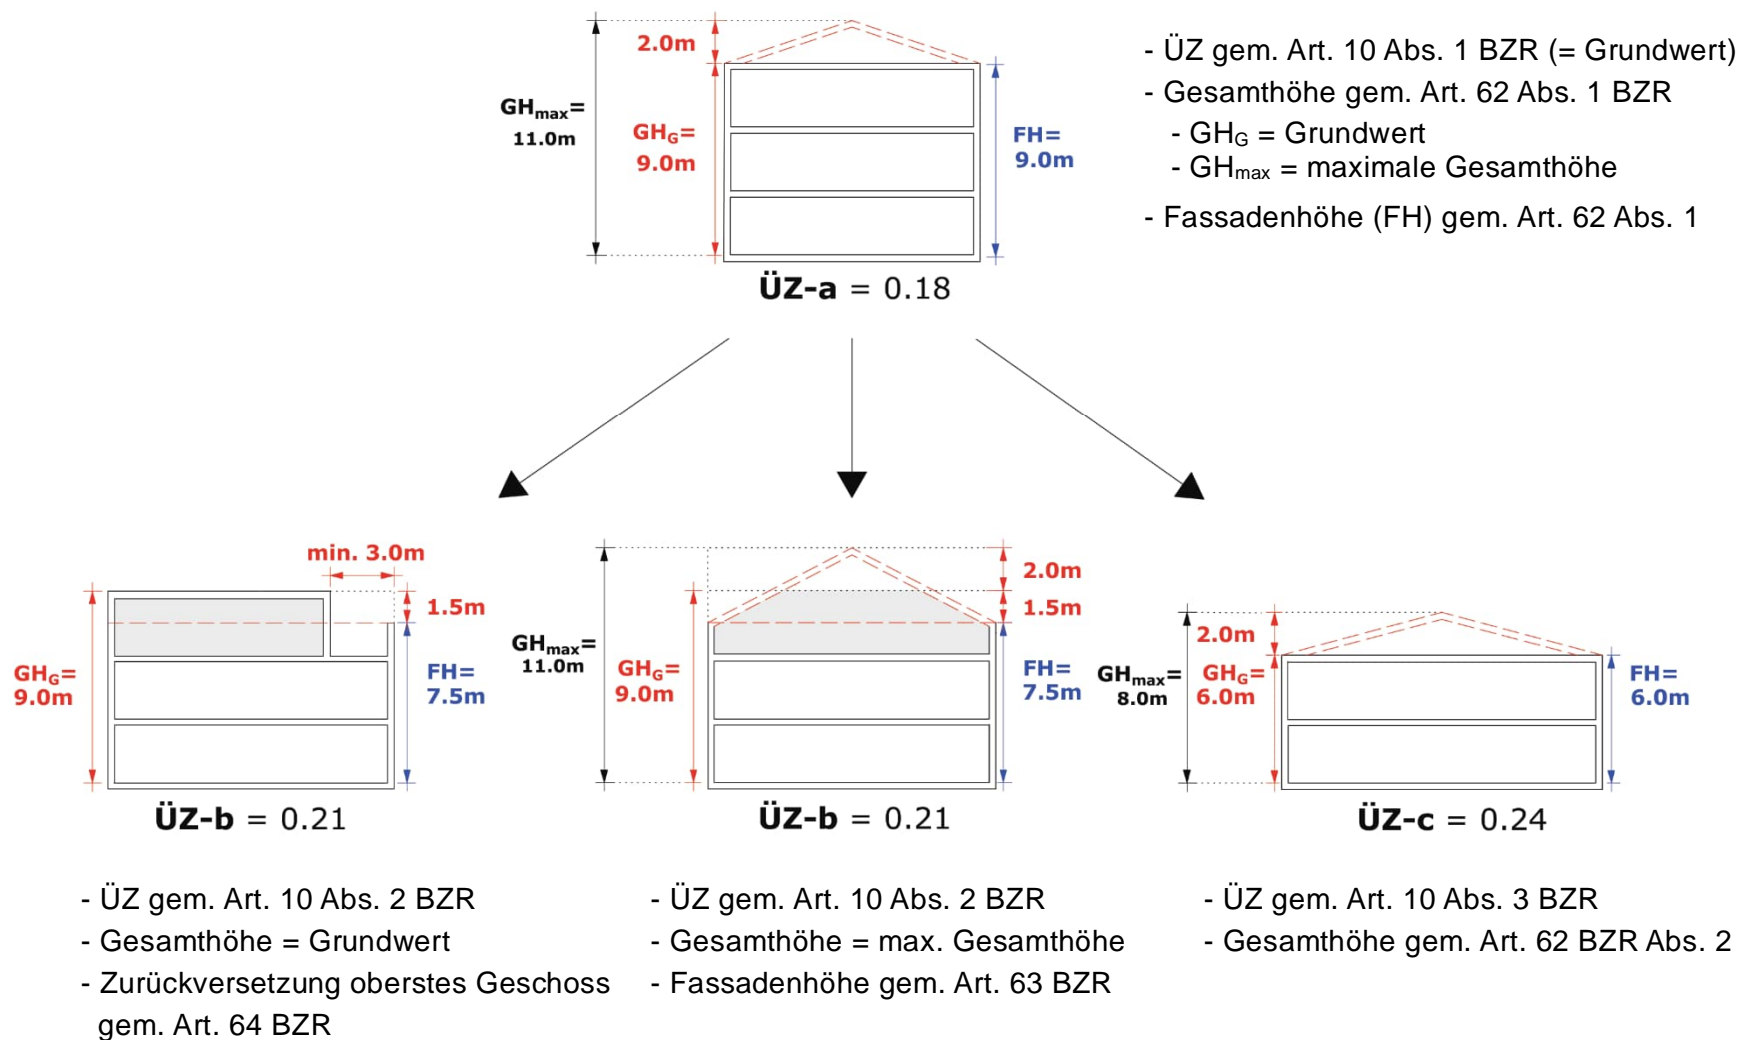 2.0m
GHmax=
11.0m
GHG=
9.0m
FH=
9.0m
ÜZ-a = 0.18
- ÜZ gem. Art. 10 Abs. 1 BZR (= Grundwert)
- Gesamthöhe gem. Art. 62 Abs. 1 BZR
- GHG = Grundwert
- GHmax = maximale Gesamthöhe
- Fassadenhöhe (FH) gem. Art. 62 Abs. 1
min. 3.0m
1.5m
GHG=
9.0m
FH=
7.5m
ÜZ-b = 0.21
- ÜZ gem. Art. 10 Abs. 2 BZR
- Gesamthöhe = Grundwert
- Zurückversetzung oberstes Geschoss
gem. Art. 64 BZR
2.0m
1.5m
GHmax=
11.0m
GHG=
9.0m
FH=
7.5m
ÜZ-b = 0.21
- ÜZ gem. Art. 10 Abs. 2 BZR
- Gesamthöhe = max. Gesamthöhe
- Fassadenhöhe gem. Art. 63 BZR
2.0m
GHmax=
8.0m
GHG=
6.0m
FH=
6.0m
ÜZ-c = 0.24
- ÜZ gem. Art. 10 Abs. 3 BZR
- Gesamthöhe gem. Art. 62 BZR Abs. 2